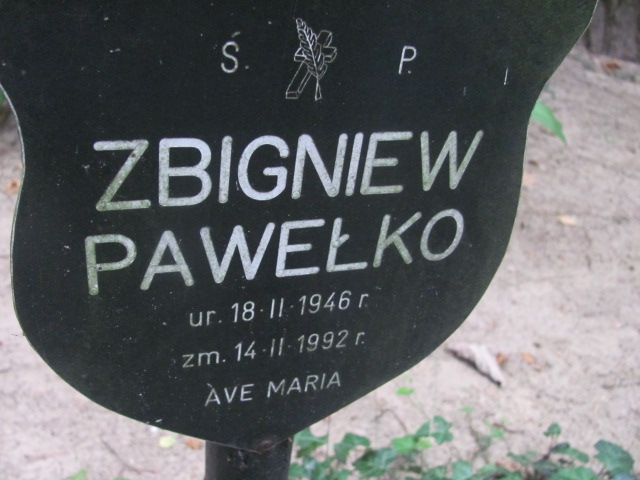 Ś. P.
ZBIGNIEW
PAWEŁKO
ur. 18·II·1946 r.
zm. 14·II·1992 r.
AVE MARIA